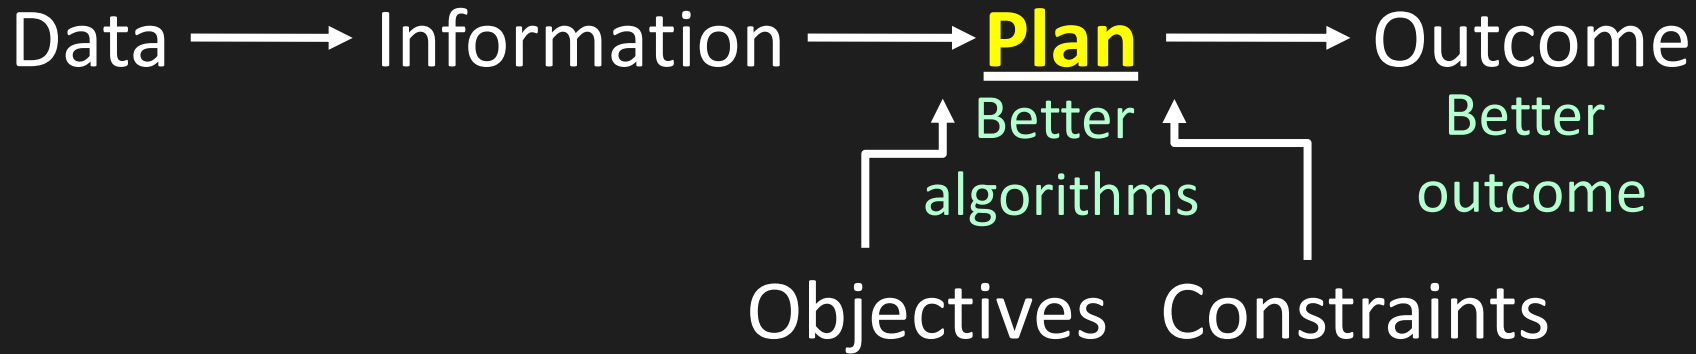 Data Information Plan Outcome
Better algorithms
Better outcome
Objectives Constraints